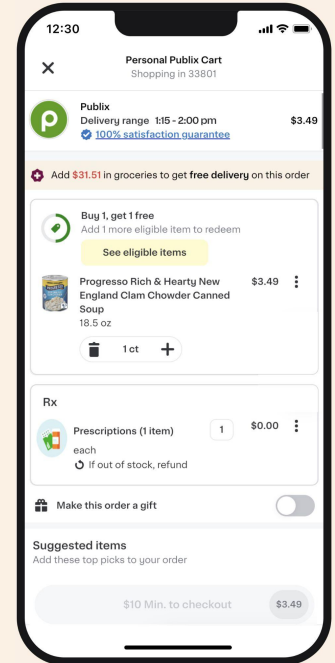 12:30
Personal Publix Cart
Shopping in 33801
Publix
Delivery range 1:15 - 2:00 pm
$3.49
100% satisfaction guarantee
Add $31.51 in groceries to get free delivery on this order
Buy 1, get 1 free
Add 1 more eligible item to redeem
See eligible items
Progresso Rich & Hearty New
$3.49
England Clam Chowder Canned
Soup
18.5 oz
1 ct
Rx
Prescriptions (1 item)
1
$0.00
each
If out of stock, refund
Make this order a gift
Suggested items
Add these top picks to your order
$10 Min. to checkout
$3.49